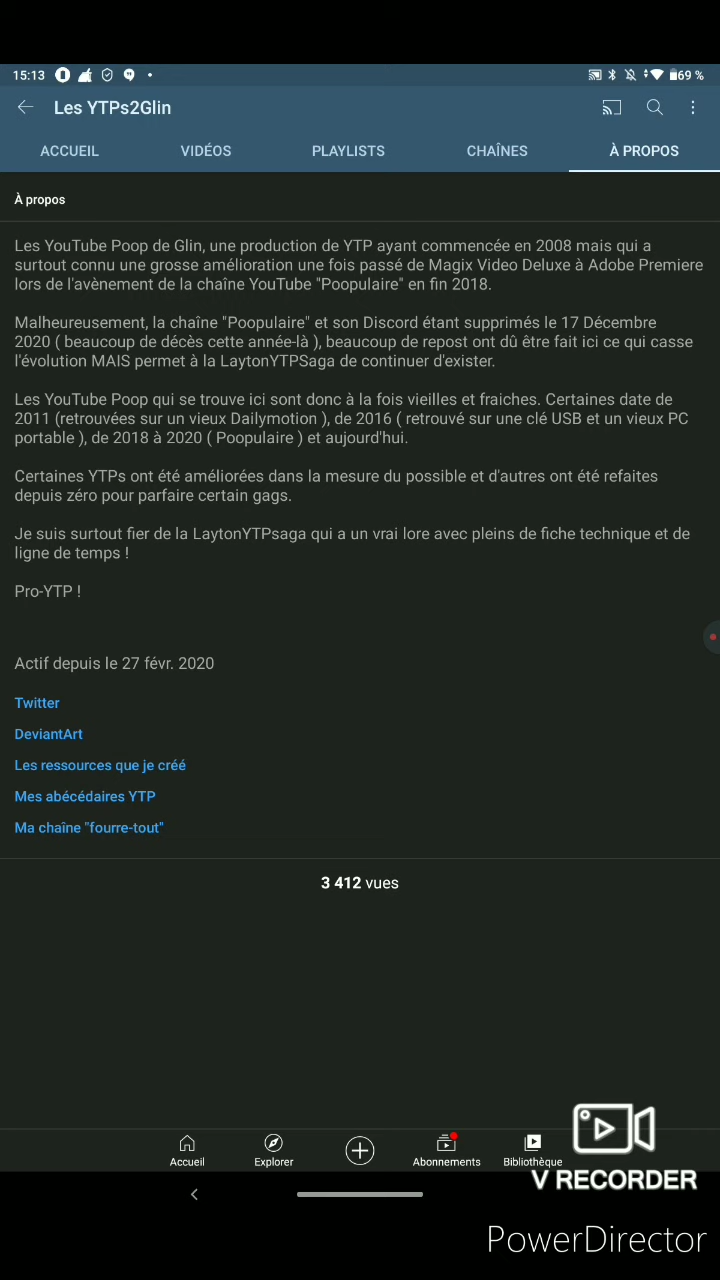 15:13
69 %
Les YTPs2Glin
ACCUEIL VIDÉOS PLAYLISTS CHAÎNES À PROPOS
À propos
Les YouTube Poop de Glin, une production de YTP ayant commencée en 2008 mais qui a
surtout connu une grosse amélioration une fois passé de Magix Video Deluxe à Adobe Premiere
lors de l'avènement de la chaîne YouTube "Poopulaire" en fin 2018.
Malheureusement, la chaîne "Poopulaire" et son Discord étant supprimés le 17 Décembre
2020 ( beaucoup de décès cette année-là ), beaucoup de repost ont dû être fait ici ce qui casse
l'évolution MAIS permet à la LaytonYTPSaga de continuer d'exister.
Les YouTube Poop qui se trouve ici sont donc à la fois vieilles et fraiches. Certaines date de
2011 (retrouvées sur un vieux Dailymotion ), de 2016 ( retrouvé sur une clé USB et un vieux PC
portable ), de 2018 à 2020 ( Poopulaire ) et aujourd'hui.
Certaines YTPs ont été améliorées dans la mesure du possible et d'autres ont été refaites
depuis zéro pour parfaire certain gags.
Je suis surtout fier de la LaytonYTPsaga qui a un vrai lore avec pleins de fiche technique et de
ligne de temps !
Pro-YTP !
Actif depuis le 27 févr. 2020
Twitter
DeviantArt
Les ressources que je créé
Mes abécédaires YTP
Ma chaîne "fourre-tout"
3 412 vues
Accueil Explorer Abonnements Bibliothèque
V RECORDER
PowerDirector